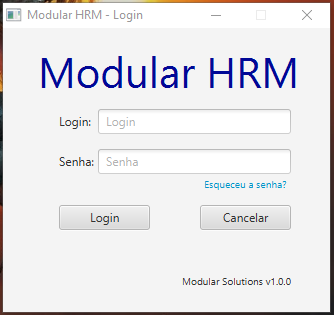 Modular HRM - Login
Modular HRM
Login: Login
Senha: Senha
Esqueceu a senha?
Login Cancelar
Modular Solutions v1.0.0